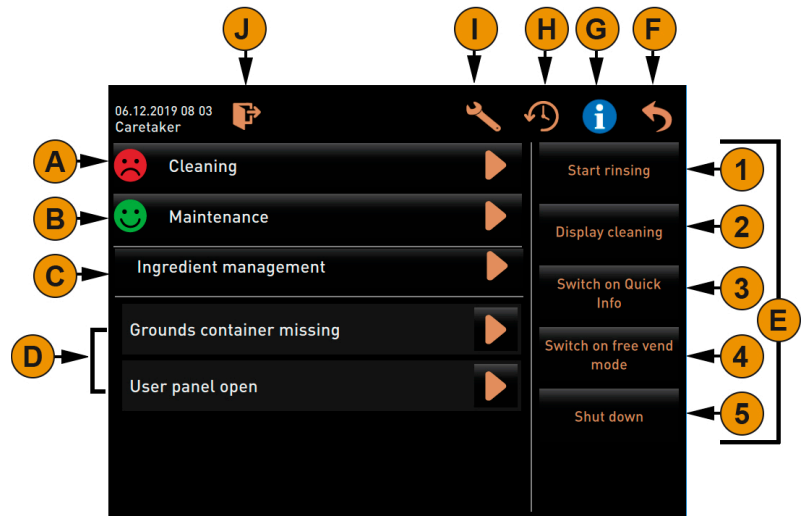 J
I
H
G
F
06.12.2019 08 03
Caretaker
i
A
Cleaning
Start rinsing
1
B
Maintenance
Display cleaning
2
C
Ingredient management
Switch on Quick
Info
3
E
D
Grounds container missing
Switch on free vend
mode
4
User panel open
Shut down
5